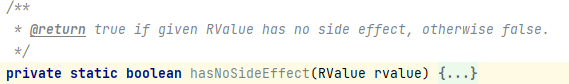 /**
* @return true if given RValue has no side effect, otherwise false.
*/
private static boolean hasNoSideEffect(RValue rvalue) {...}